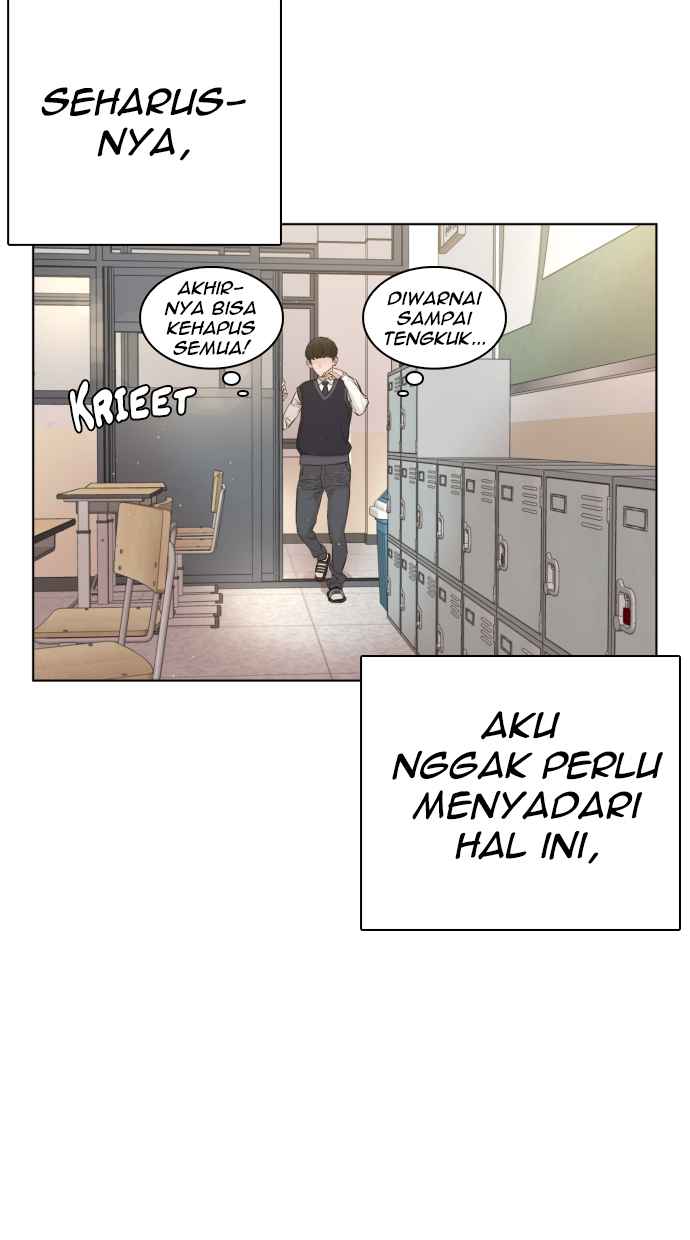 SEHARUS-
NYA,
AKHIR-
NYA BISA
KEHAPUS
SEMUA!
DIWARNAI
SAMPAI
TENGKUK...
KRIEET
AKU
NGGAK PERLU
MENYADARI
HAL INI,